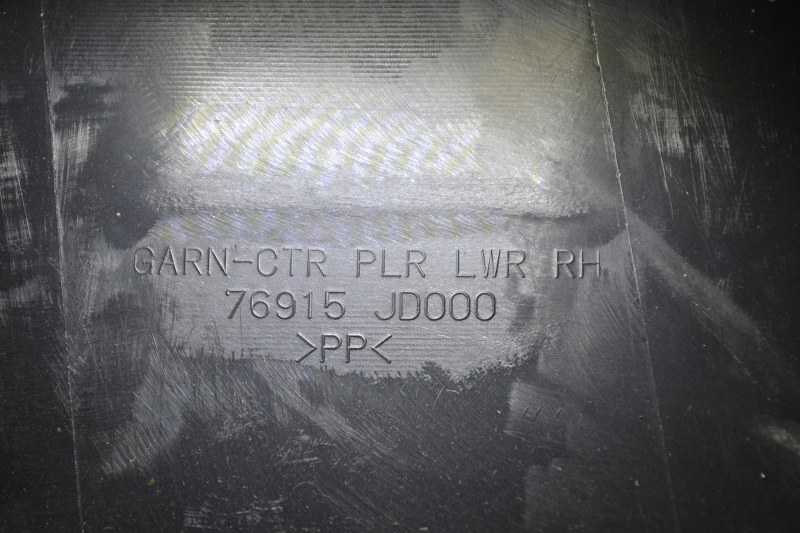 GARN-CTR PLR LWR RH
76915 JD000
>PP<